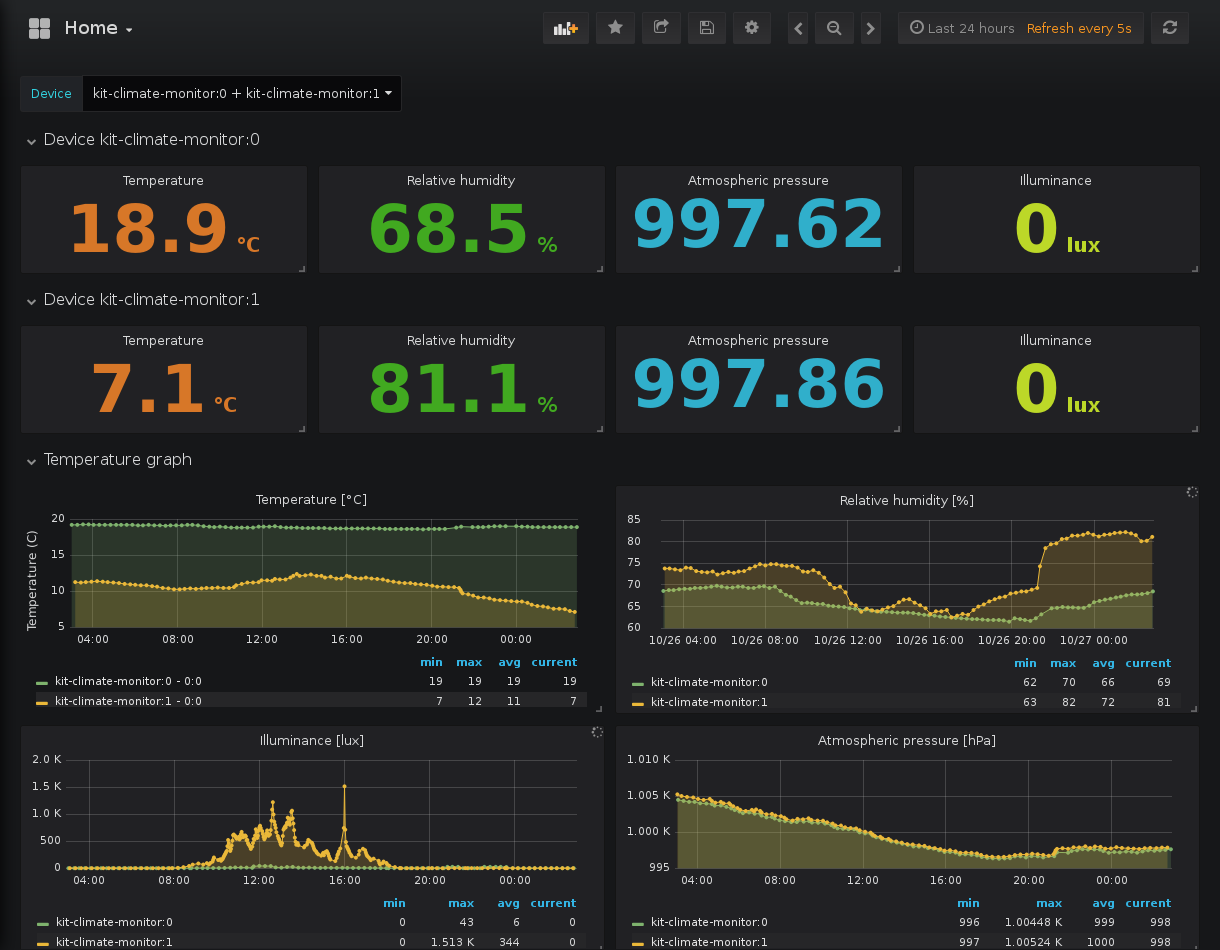 Home
Last 24 hours Refresh every 5s
Device kit-climate-monitor:0 + kit-climate-monitor:1
Device kit-climate-monitor:0
Temperature Relative humidity Atmospheric pressure Illuminance
18.9 °C 68.5 % 997.62 0 lux
Device kit-climate-monitor:1
Temperature Relative humidity Atmospheric pressure Illuminance
7.1 °C 81.1 % 997.86 0 lux
Temperature graph
Temperature [°C]
Temperature (C)
20
15
10
5
04:00 08:00 12:00 16:00 20:00 00:00
min max avg current
kit-climate-monitor:0 - 0:0 19 19 19 19
kit-climate-monitor:1 - 0:0 7 12 11 7
Relative humidity [%]
85
80
75
70
65
60
10/26 04:00 10/26 08:00 10/26 12:00 10/26 16:00 10/26 20:00 10/27 00:00
min max avg current
kit-climate-monitor:0 62 70 66 69
kit-climate-monitor:1 63 82 72 81
Illuminance [lux]
2.0 K
1.5 K
1.0 K
500
0
04:00 08:00 12:00 16:00 20:00 00:00
min max avg current
kit-climate-monitor:0 0 43 6 0
kit-climate-monitor:1 0 1.513 K 344 0
Atmospheric pressure [hPa]
1.010 K
1.005 K
1.000 K
995
04:00 08:00 12:00 16:00 20:00 00:00
min max avg current
kit-climate-monitor:0 996 1.00448 K 999 998
kit-climate-monitor:1 997 1.00524 K 1000 998